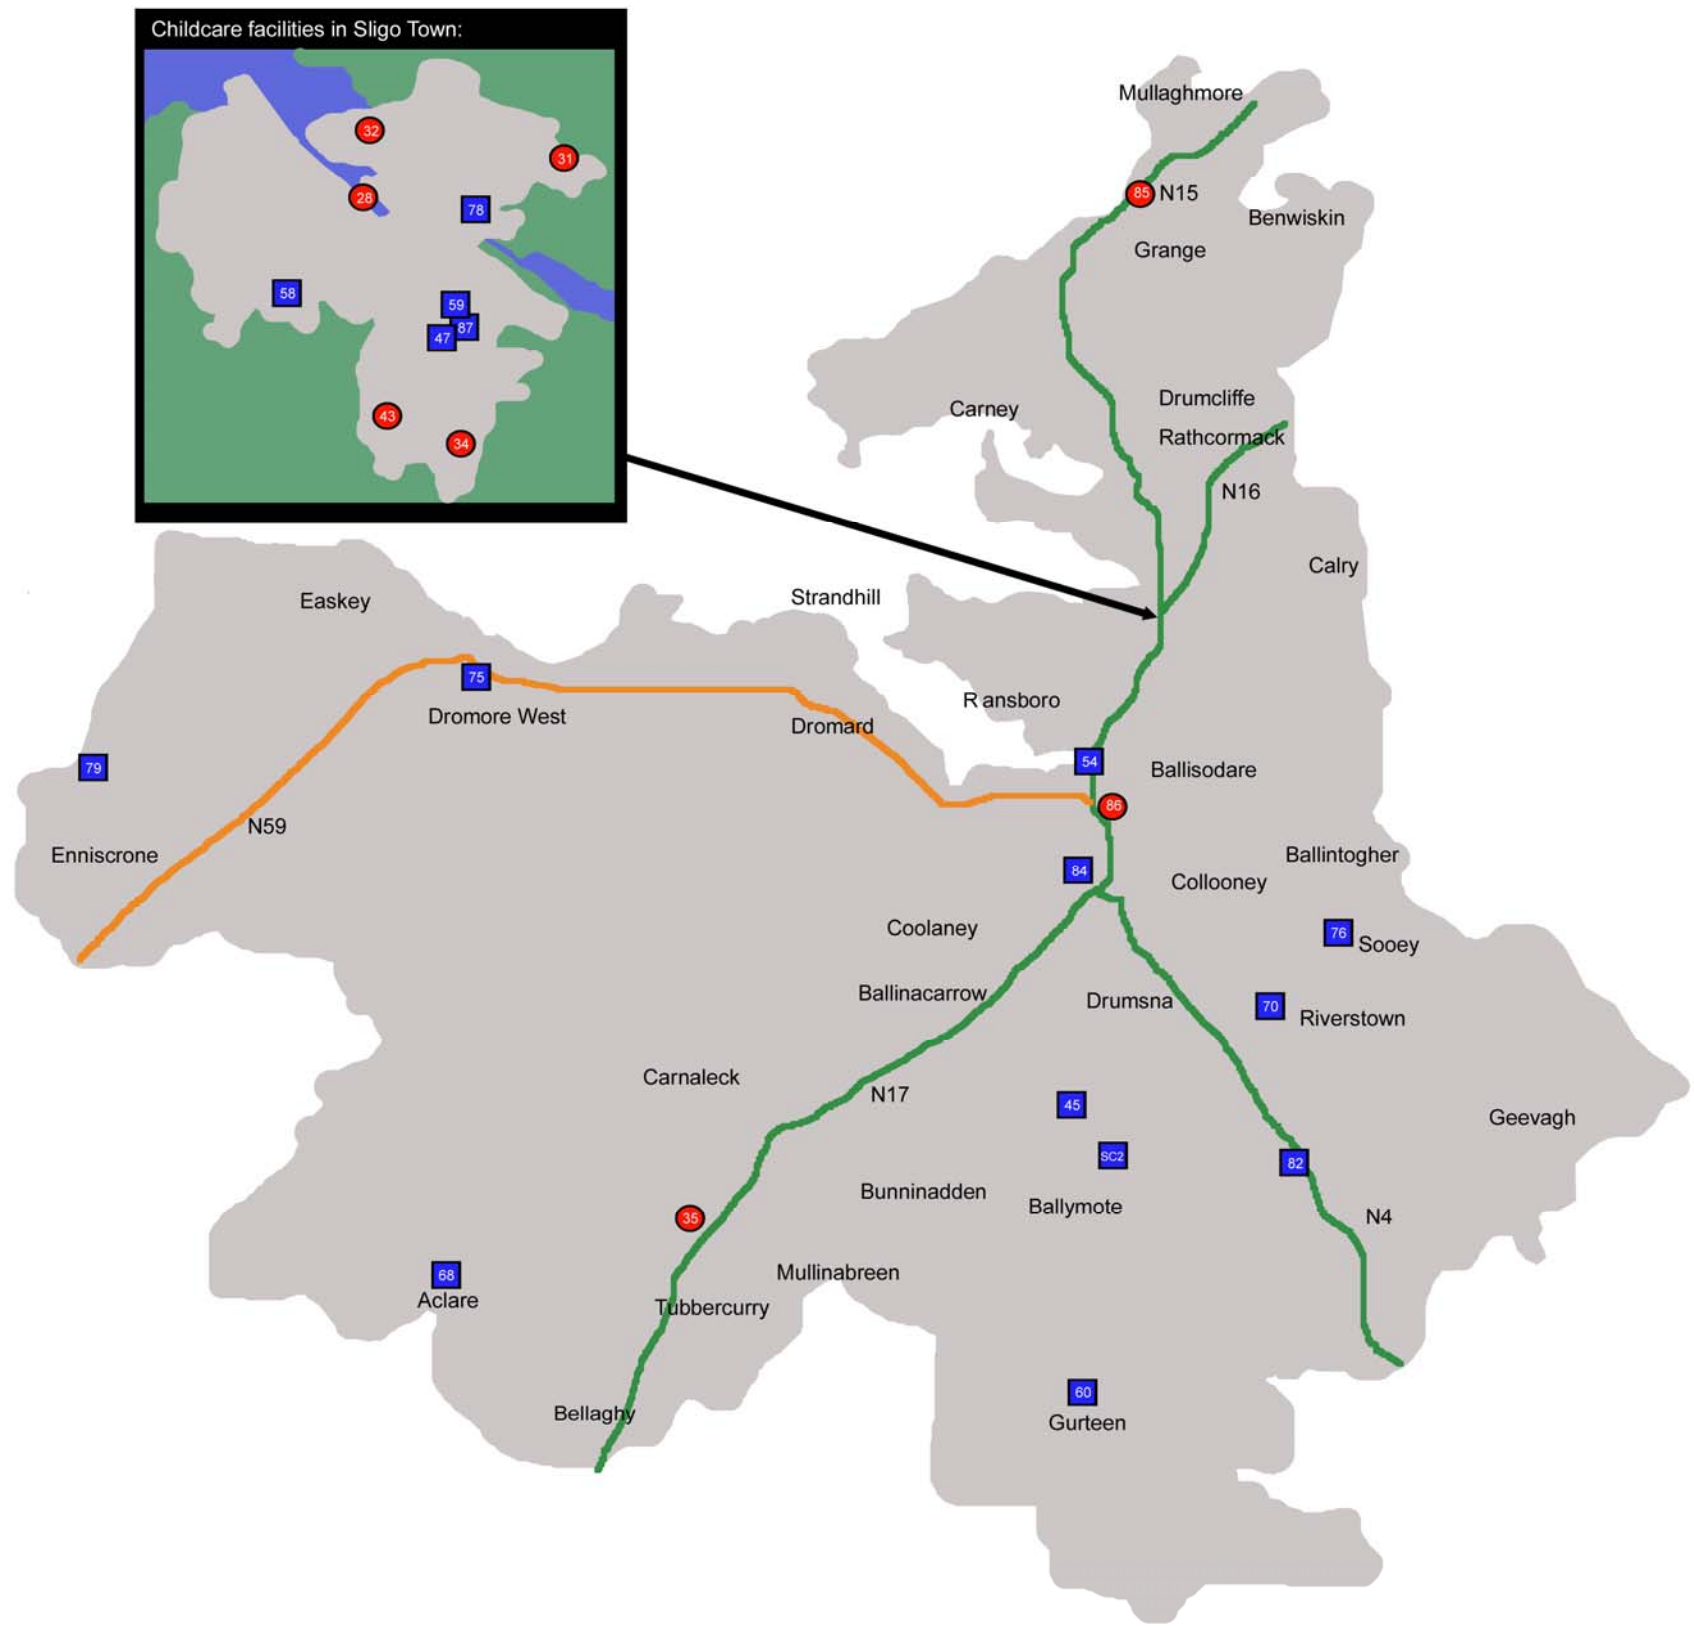 Childcare facilities in Sligo Town:
32
31
28
78
58
59
87
47
43
34
Mullaghmore
85 N15
Benwiskin
Grange
Drumcliffe
Carney
Rathcormack
N16
Calry
Strandhill
Easkey
75
Ransboro
Dromore West
Dromard
54
Ballisodare
79
86
N59
Enniscrone
Ballintogher
84
Collooney
Coolaney
76 Sooey
Ballinacarrow
Drumsna
70
Riverstown
Carnaleck
N17
45
Geevagh
SC2
82
Bunninadden
Ballymote
35
N4
68
Mullinabreen
Aclare
Tubbercurry
60
Bellaghy
Gurteen